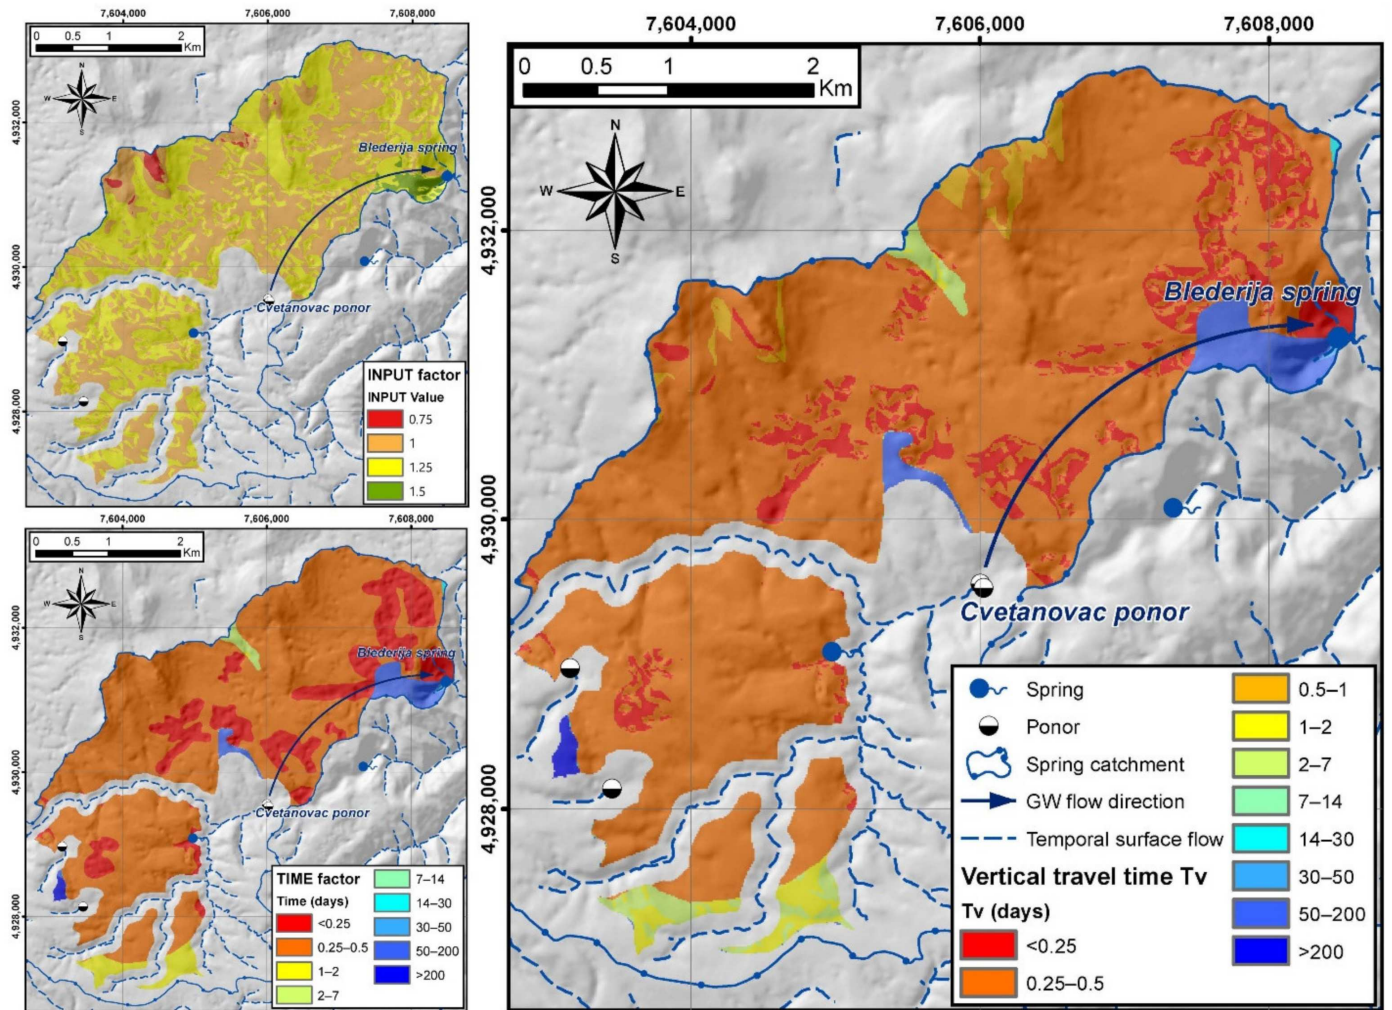 7,604,000 7,606,000 7,608,000
0 0.5 1 2
Km
N
W E
S
4,932,000
4,930,000
4,928,000
Blederija spring
Cvetanovac ponor
INPUT factor
INPUT Value
0.75
1
1.25
1.5
7,604,000 7,606,000 7,608,000
0 0.5 1 2
Km
N
W E
S
4,932,000
4,930,000
4,928,000
Blederija spring
Cvetanovac ponor
TIME factor
Time (days)
<0.25
0.25–0.5
1–2
2–7
7–14
14–30
30–50
50–200
>200
7,604,000 7,606,000 7,608,000
0 0.5 1 2
Km
N
W E
S
4,932,000
4,930,000
4,928,000
Blederija spring
Cvetanovac ponor
Spring
Ponor
Spring catchment
GW flow direction
Temporal surface flow
Vertical travel time Tv
Tv (days)
<0.25
0.25–0.5
0.5–1
1–2
2–7
7–14
14–30
30–50
50–200
>200